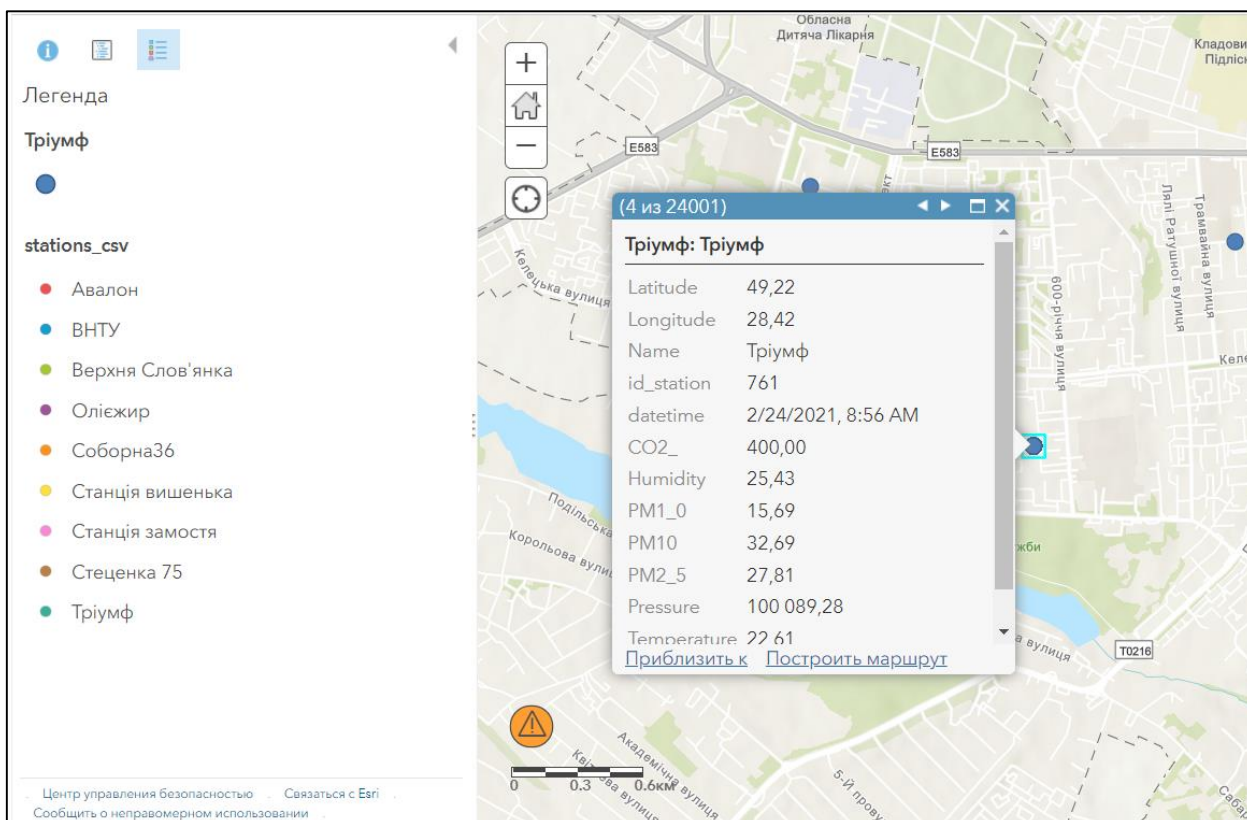 Легенда
Тріумф
stations_csv
Авалон
ВНТУ
Верхня Слов'янка
Олієжир
Соборна36
Станція вишенька
Станція замостя
Стеценка 75
Тріумф
Центр управления безопасностью
Связаться с Esri
Сообщить о неправомерном использовании
Обласна
Дитяча Лікарня
E583
E583
Келецька вулиця
(4 из 24001)
Тріумф: Тріумф
Latitude 49,22
Longitude 28,42
Name Тріумф
id_station 761
datetime 2/24/2021, 8:56 AM
CO2_ 400,00
Humidity 25,43
PM1_0 15,69
PM10 32,69
PM2_5 27,81
Pressure 100 089,28
Temperature 22,61
Приблизить к Построить маршрут
600-річчя вулиця
Лялі Ратушної вулиця
Трамвайна вулиця
Подільська
Корольова
T0216
Академічна вулиця
5-й
0 0.3 0.6км